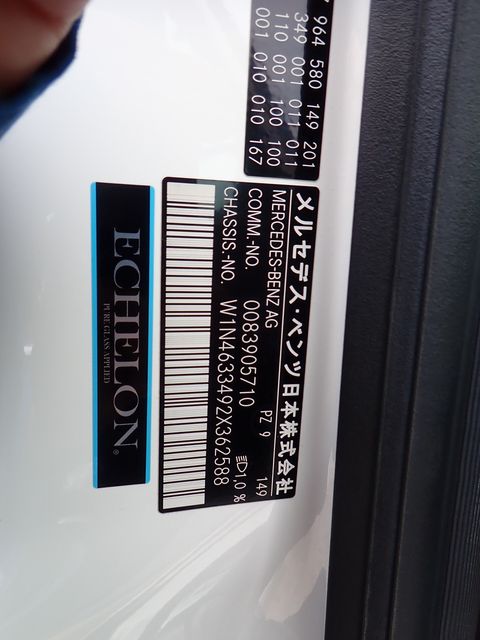 964 580 149 201
349 001 011 011
110 001 100 100
001 010 010 167
メルセデス・ベンツ日本株式会社
MERCEDES-BENZ AG PZ 9 149
COMM.-NO. 0083905710 1,0 %
CHASSIS.-NO. W1N4633492X362588
ECHELON®
PURE GLASS APPLIED